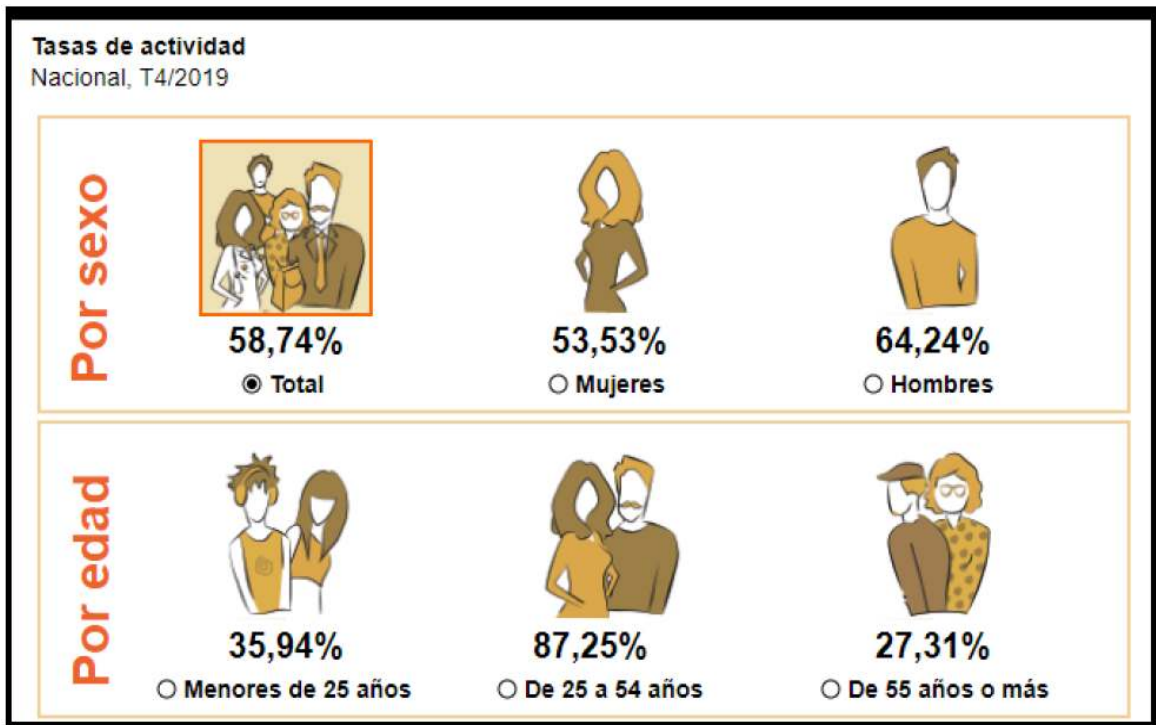 Tasas de actividad
Nacional, T4/2019
Por sexo
58,74%
Total
53,53%
Mujeres
64,24%
Hombres
Por edad
35,94%
Menores de 25 años
87,25%
De 25 a 54 años
27,31%
De 55 años o más